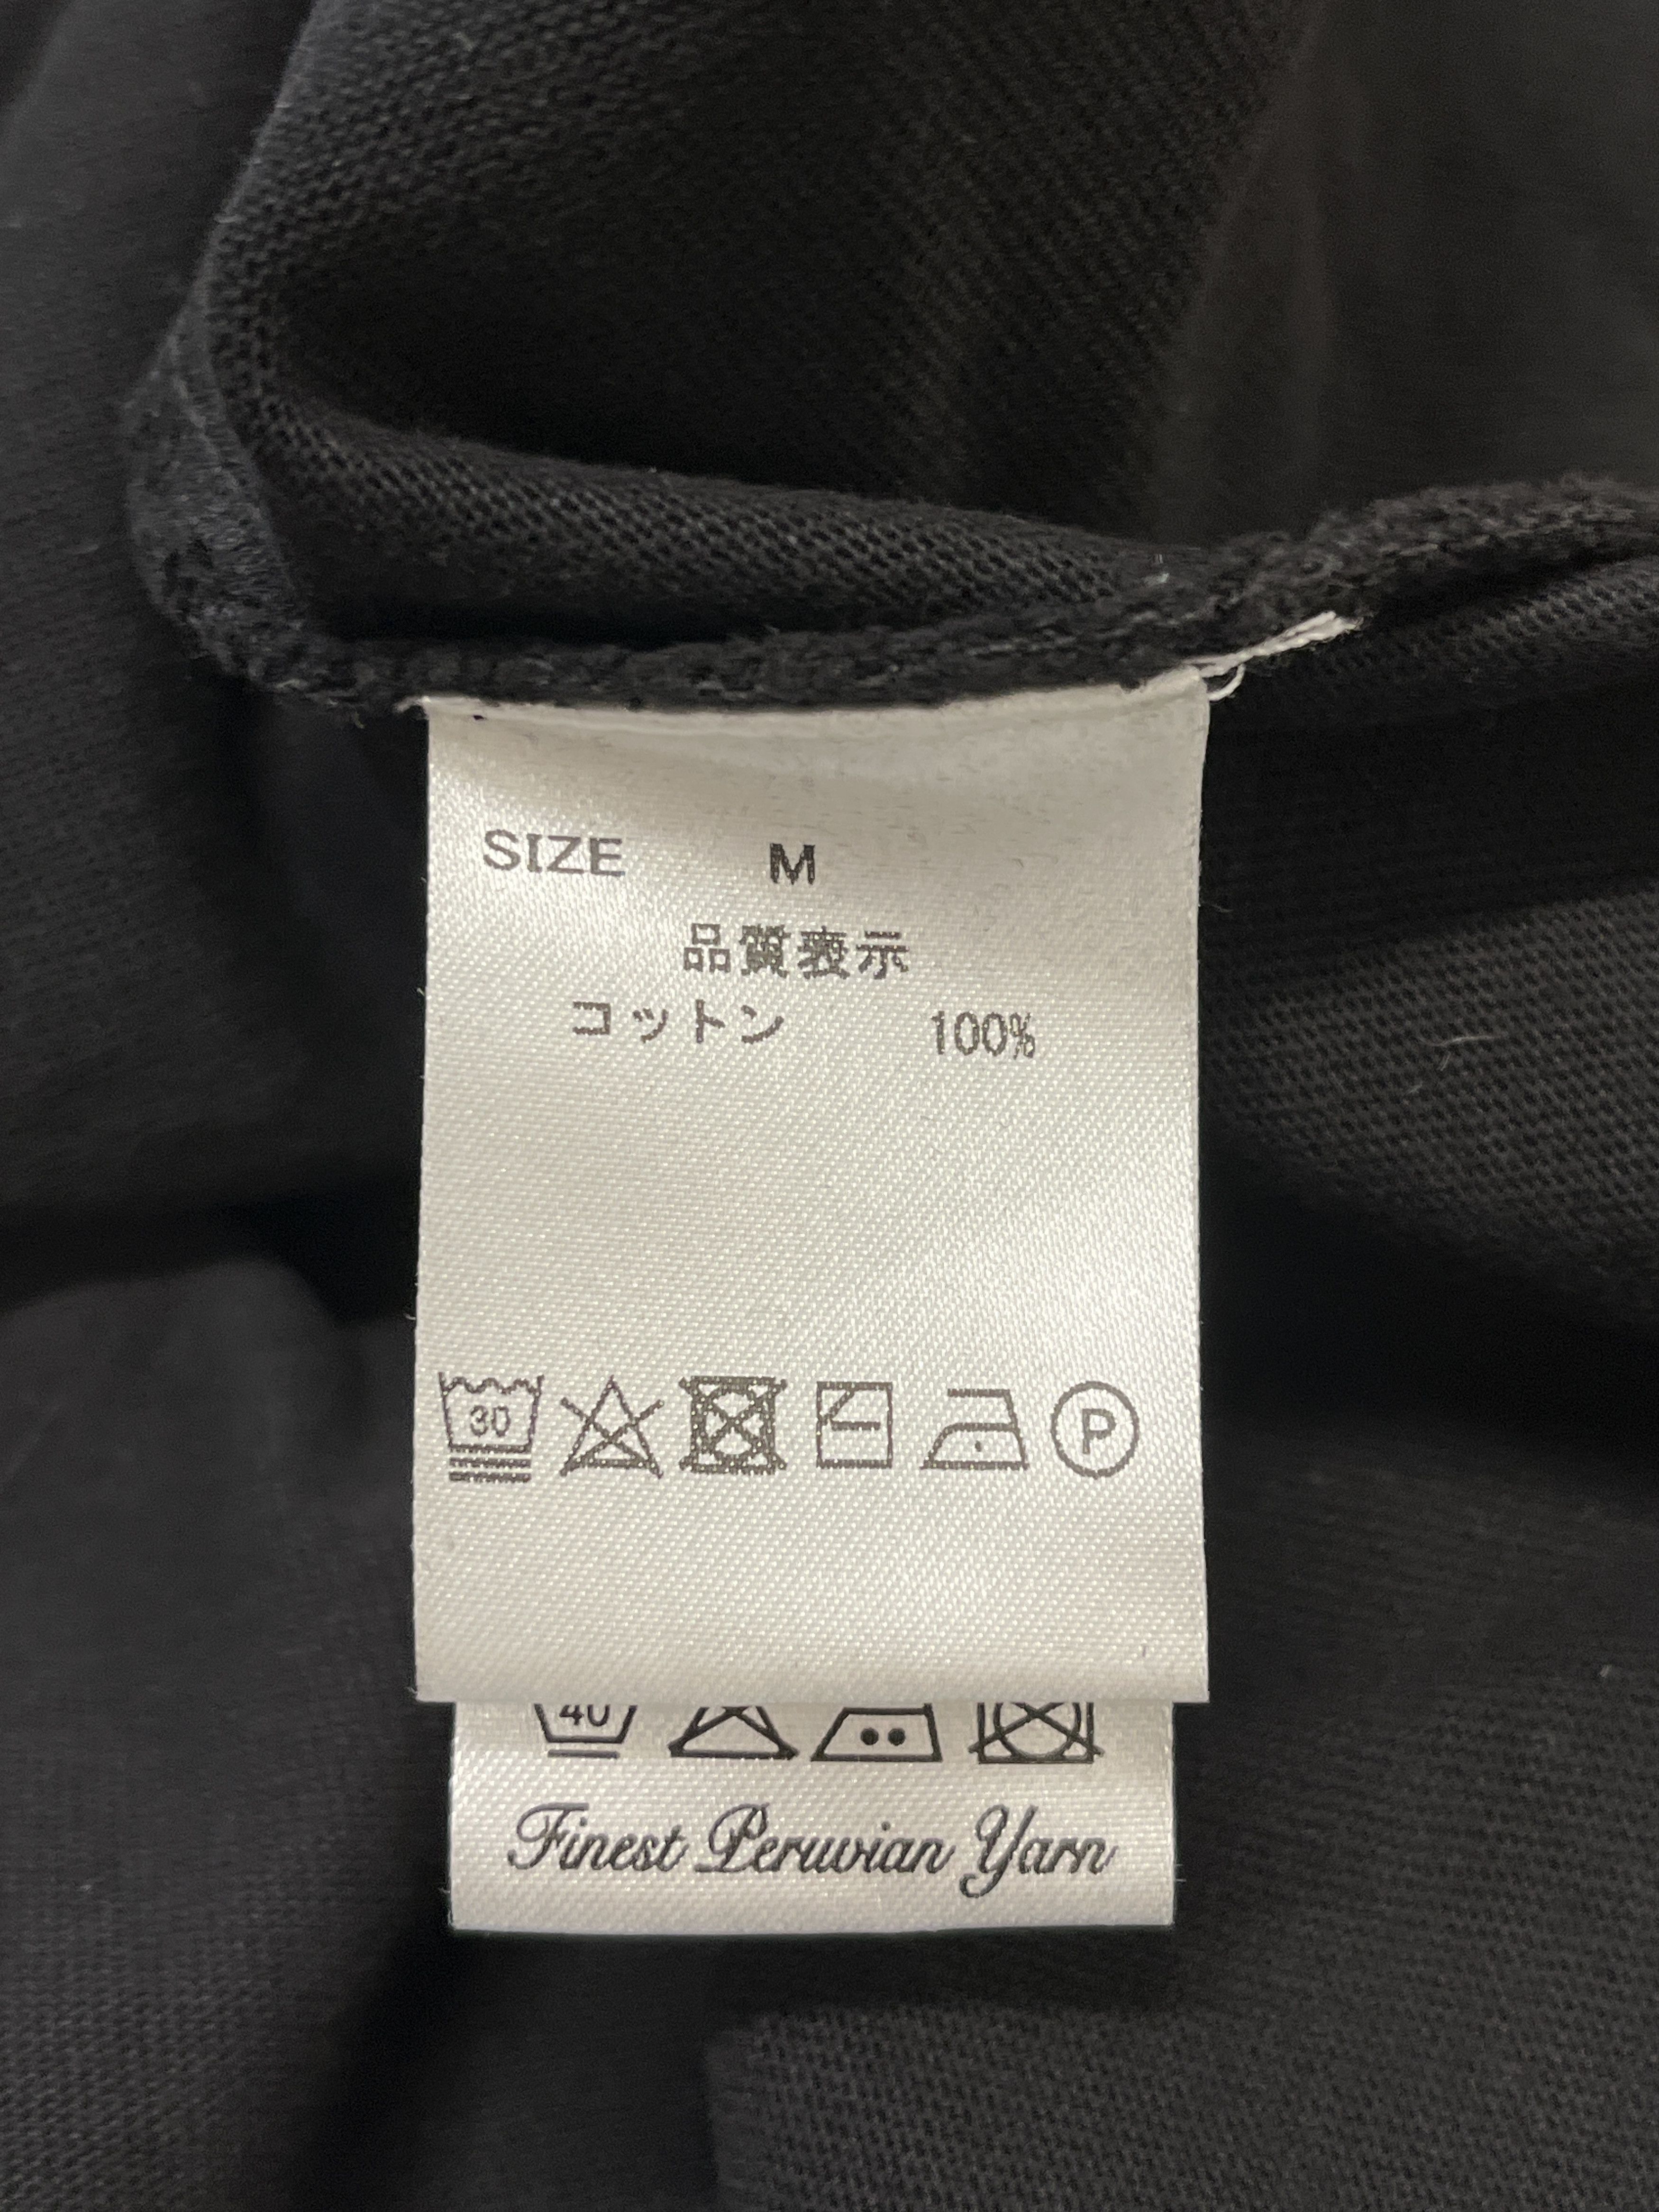 SIZE M
品質表示
コットン 100%
30 P
40
Finest Peruvian Yarn